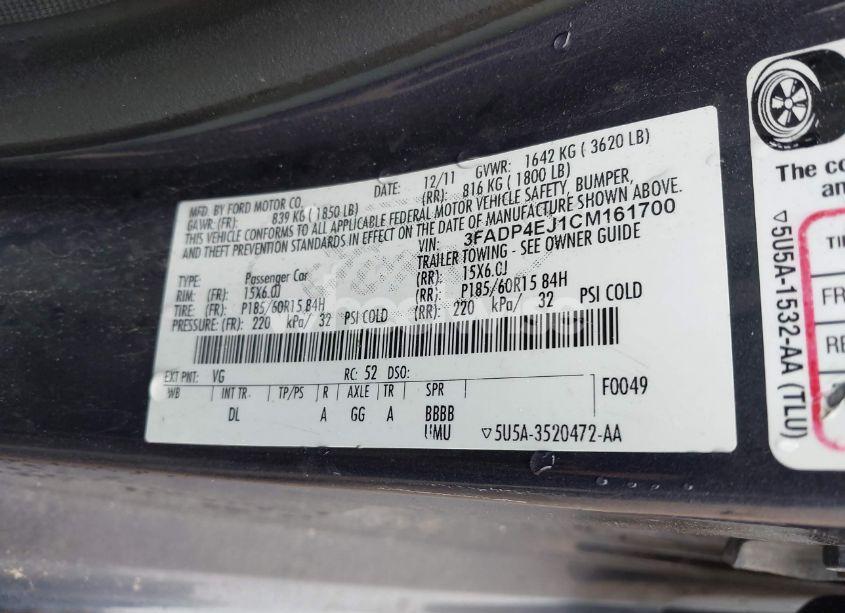 MFD. BY FORD MOTOR CO. DATE: 12/11 GVWR: 1642 KG ( 3620 LB)
GAWR: (FR): 839 KG ( 1850 LB) (RR): 816 KG ( 1800 LB)
THIS VEHICLE CONFORMS TO ALL APPLICABLE FEDERAL MOTOR VEHICLE SAFETY, BUMPER,
AND THEFT PREVENTION STANDARDS IN EFFECT ON THE DATE OF MANUFACTURE SHOWN ABOVE.
VIN: 3FADP4EJ1CM161700
TYPE: Passenger Car TRAILER TOWING - SEE OWNER GUIDE
RIM: (FR): 15X6.0J (RR): 15X6.0J
TIRE: (FR): P185/60R15 84H (RR): P185/60R15 84H
PRESSURE: (FR): 220 kPa/ 32 PSI COLD (RR): 220 kPa/ 32 PSI COLD
EXT PNT: VG RC: 52 DSO:
WB INT TR. TP/PS R AXLE TR SPR F0049
DL A GG A BBBB
UMU ▽5U5A-3520472-AA
The co
an
TI
FR
RE
▽5U5A-1532-AA (TLU)